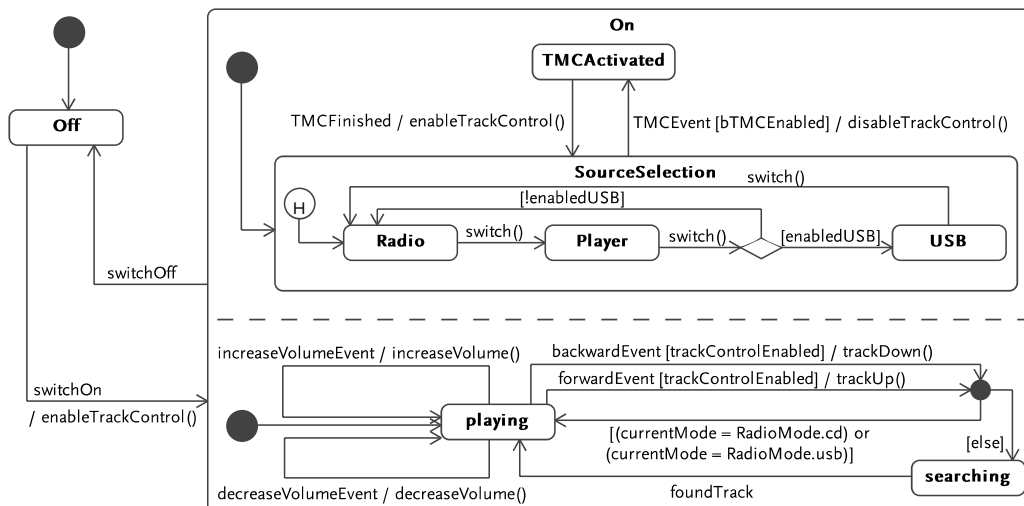 On
TMCActivated
Off
TMCFinished / enableTrackControl()
TMCEvent [bTMCEnabled] / disableTrackControl()
SourceSelection
switch()
[!enabledUSB]
H
Radio
switch()
Player
switch()
[enabledUSB]
USB
switchOff
increaseVolumeEvent / increaseVolume()
backwardEvent [trackControlEnabled] / trackDown()
forwardEvent [trackControlEnabled] / trackUp()
switchOn
/ enableTrackControl()
playing
[(currentMode = RadioMode.cd) or
(currentMode = RadioMode.usb)]
[else]
searching
decreaseVolumeEvent / decreaseVolume()
foundTrack